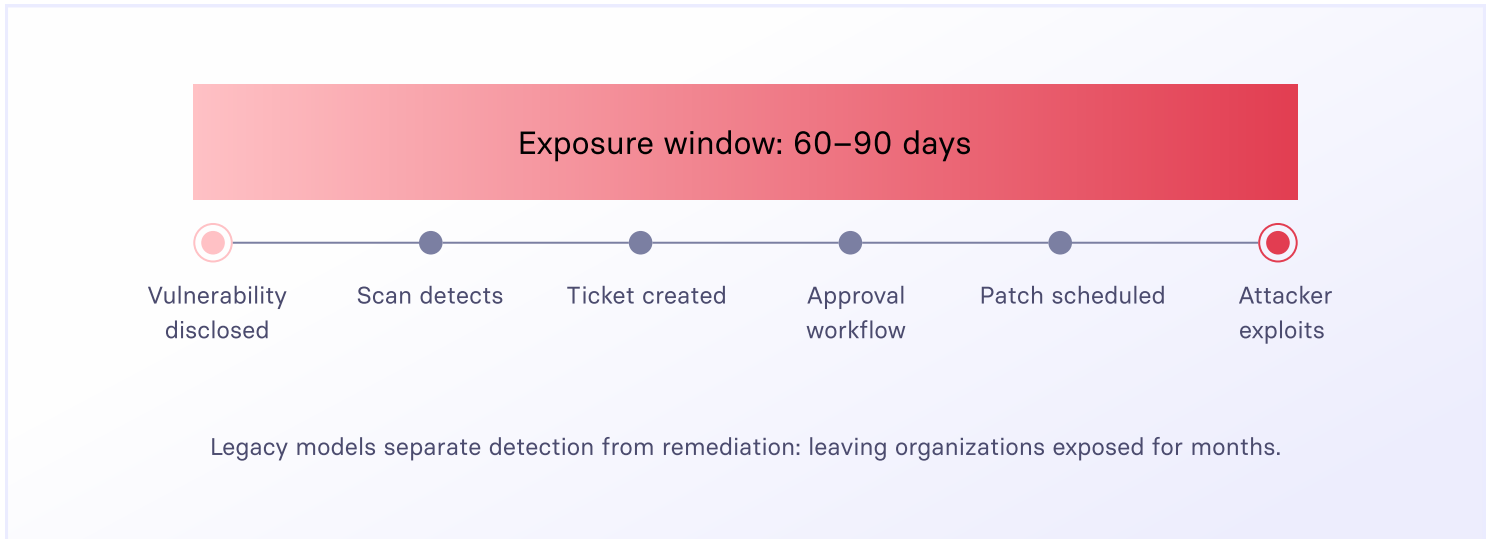 Exposure window: 60–90 days
Vulnerability
disclosed
Scan detects
Ticket created
Approval
workflow
Patch scheduled
Attacker
exploits
Legacy models separate detection from remediation: leaving organizations exposed for months.